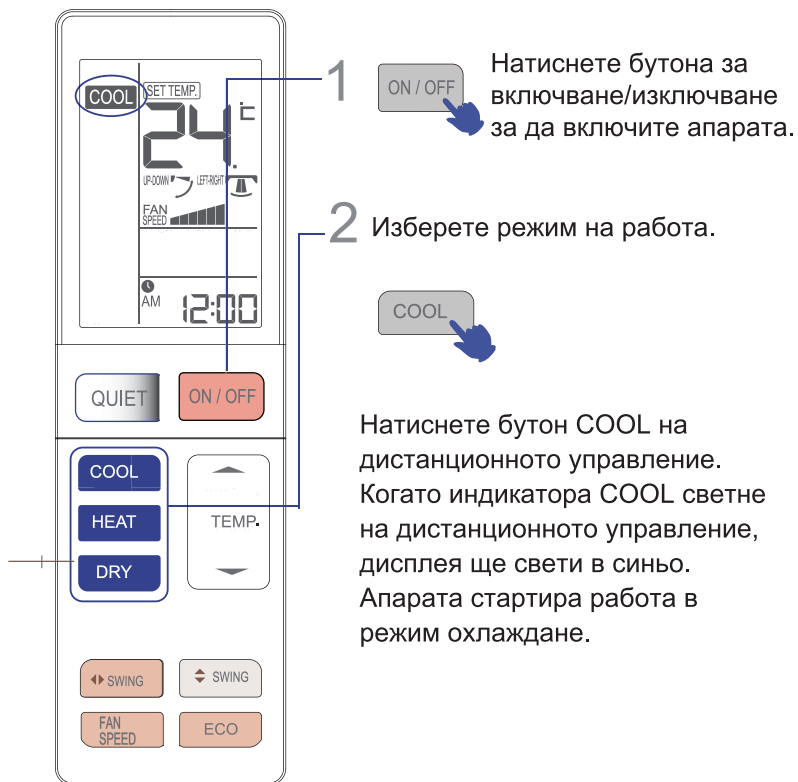 COOL
SET TEMP.
24.
°C
UP-DOWN
LEFT-RIGHT
FAN
SPEED
AM 12:00
QUIET
ON / OFF
COOL
HEAT
DRY
TEMP.
SWING
SWING
FAN
SPEED
ECO
1
ON / OFF
Натиснете бутона за
включване/изключване
за да включите апарата.
2 Изберете режим на работа.
COOL
Натиснете бутон COOL на
дистанционното управление.
Когато индикатора COOL светне
на дистанционното управление,
дисплея ще свети в синьо.
Апарата стартира работа в
режим охлаждане.